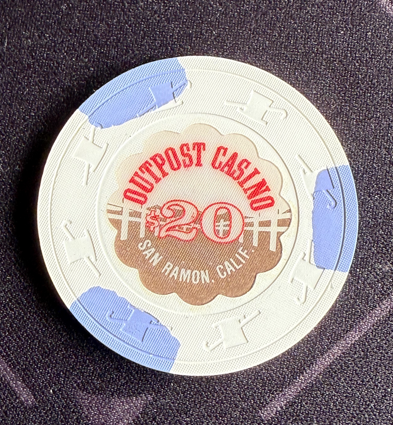 OUTPOST CASINO
$20
SAN RAMON, CALIF.